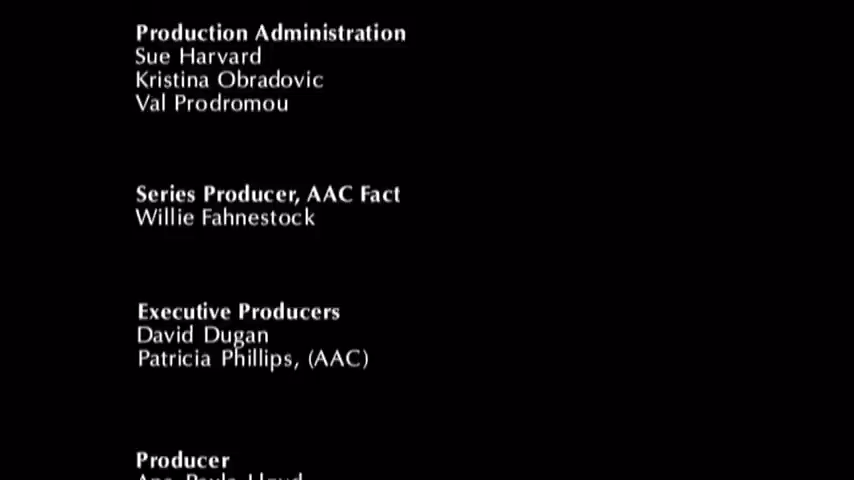 Production Administration
Sue Harvard
Kristina Obradovic
Val Prodromou
Series Producer, AAC Fact
Willie Fahnestock
Executive Producers
David Dugan
Patricia Phillips, (AAC)
Producer